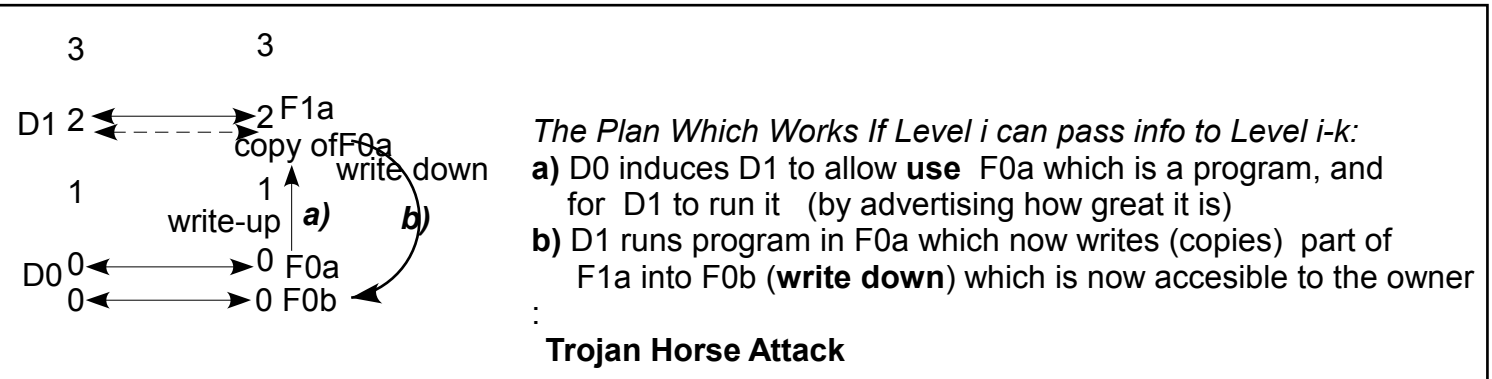 3 3
D1 2 2 F1a
copy ofF0a
write down
1 1
write-up a) b)
D0 0 0 F0a
0 0 F0b
The Plan Which Works If Level i can pass info to Level i-k:
a) D0 induces D1 to allow use F0a which is a program, and
for D1 to run it (by advertising how great it is)
b) D1 runs program in F0a which now writes (copies) part of
F1a into F0b (write down) which is now accesible to the owner
:
Trojan Horse Attack